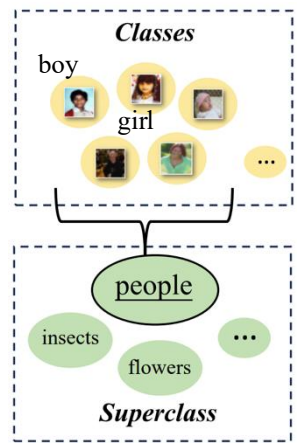 Classes
boy
girl
...
people
insects
...
flowers
Superclass